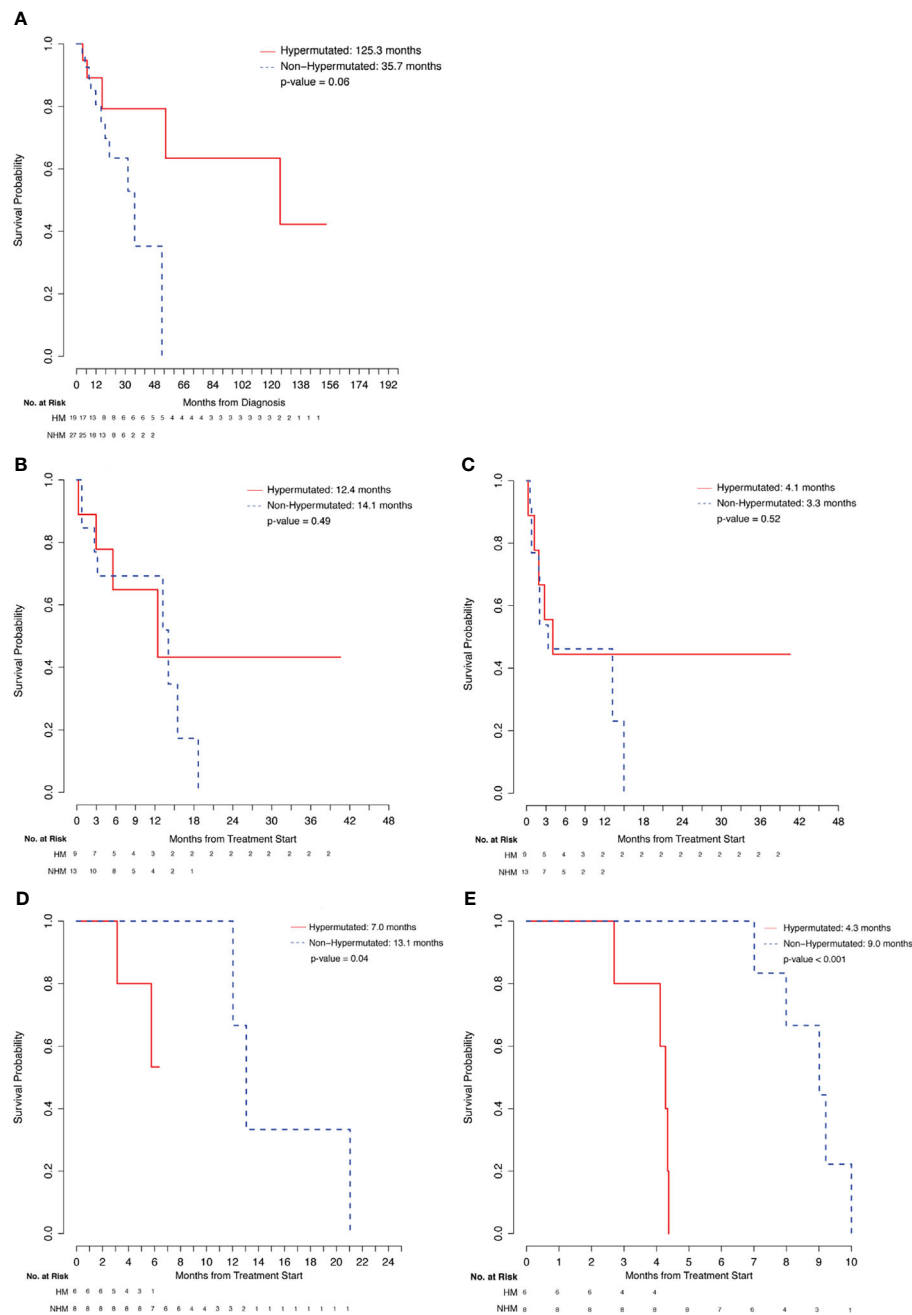 A
Hypermutated: 125.3 months
Non-Hypermutated: 35.7 months
p-value = 0.06
Survival Probability
1.0
0.8
0.6
0.4
0.2
0.0
0 12 30 48 66 84 102 120 138 156 174 192
Months from Diagnosis
No. at Risk
HM 19 17 13 8 8 6 6 6 5 5 4 4 4 4 3 3 3 3 3 3 3 2 2 1 1 1
NHM 27 25 18 13 8 6 2 2 2
B
Hypermutated: 12.4 months
Non-Hypermutated: 14.1 months
p-value = 0.49
Survival Probability
1.0
0.8
0.6
0.4
0.2
0.0
0 3 6 9 12 18 24 30 36 42 48
Months from Treatment Start
No. at Risk
HM 9 7 5 4 3 2 2 2 2 2 2 2 2 2
NHM 13 10 8 5 4 2 1
C
Hypermutated: 4.1 months
Non-Hypermutated: 3.3 months
p-value = 0.52
Survival Probability
1.0
0.8
0.6
0.4
0.2
0.0
0 3 6 9 12 18 24 30 36 42 48
Months from Treatment Start
No. at Risk
HM 9 5 4 3 2 2 2 2 2 2 2 2 2 2
NHM 13 7 5 2 2
D
Hypermutated: 7.0 months
Non-Hypermutated: 13.1 months
p-value = 0.04
Survival Probability
1.0
0.8
0.6
0.4
0.2
0.0
0 2 4 6 8 10 12 14 16 18 20 22 24
Months from Treatment Start
No. at Risk
HM 6 6 6 5 4 3 1
NHM 8 8 8 8 8 8 7 6 6 4 4 3 3 2 1 1 1 1 1 1 1 1
E
Hypermutated: 4.3 months
Non-Hypermutated: 9.0 months
p-value < 0.001
Survival Probability
1.0
0.8
0.6
0.4
0.2
0.0
0 1 2 3 4 5 6 7 8 9 10
Months from Treatment Start
No. at Risk
HM 6 6 6 4 4
NHM 8 8 8 8 8 8 7 6 4 3 1